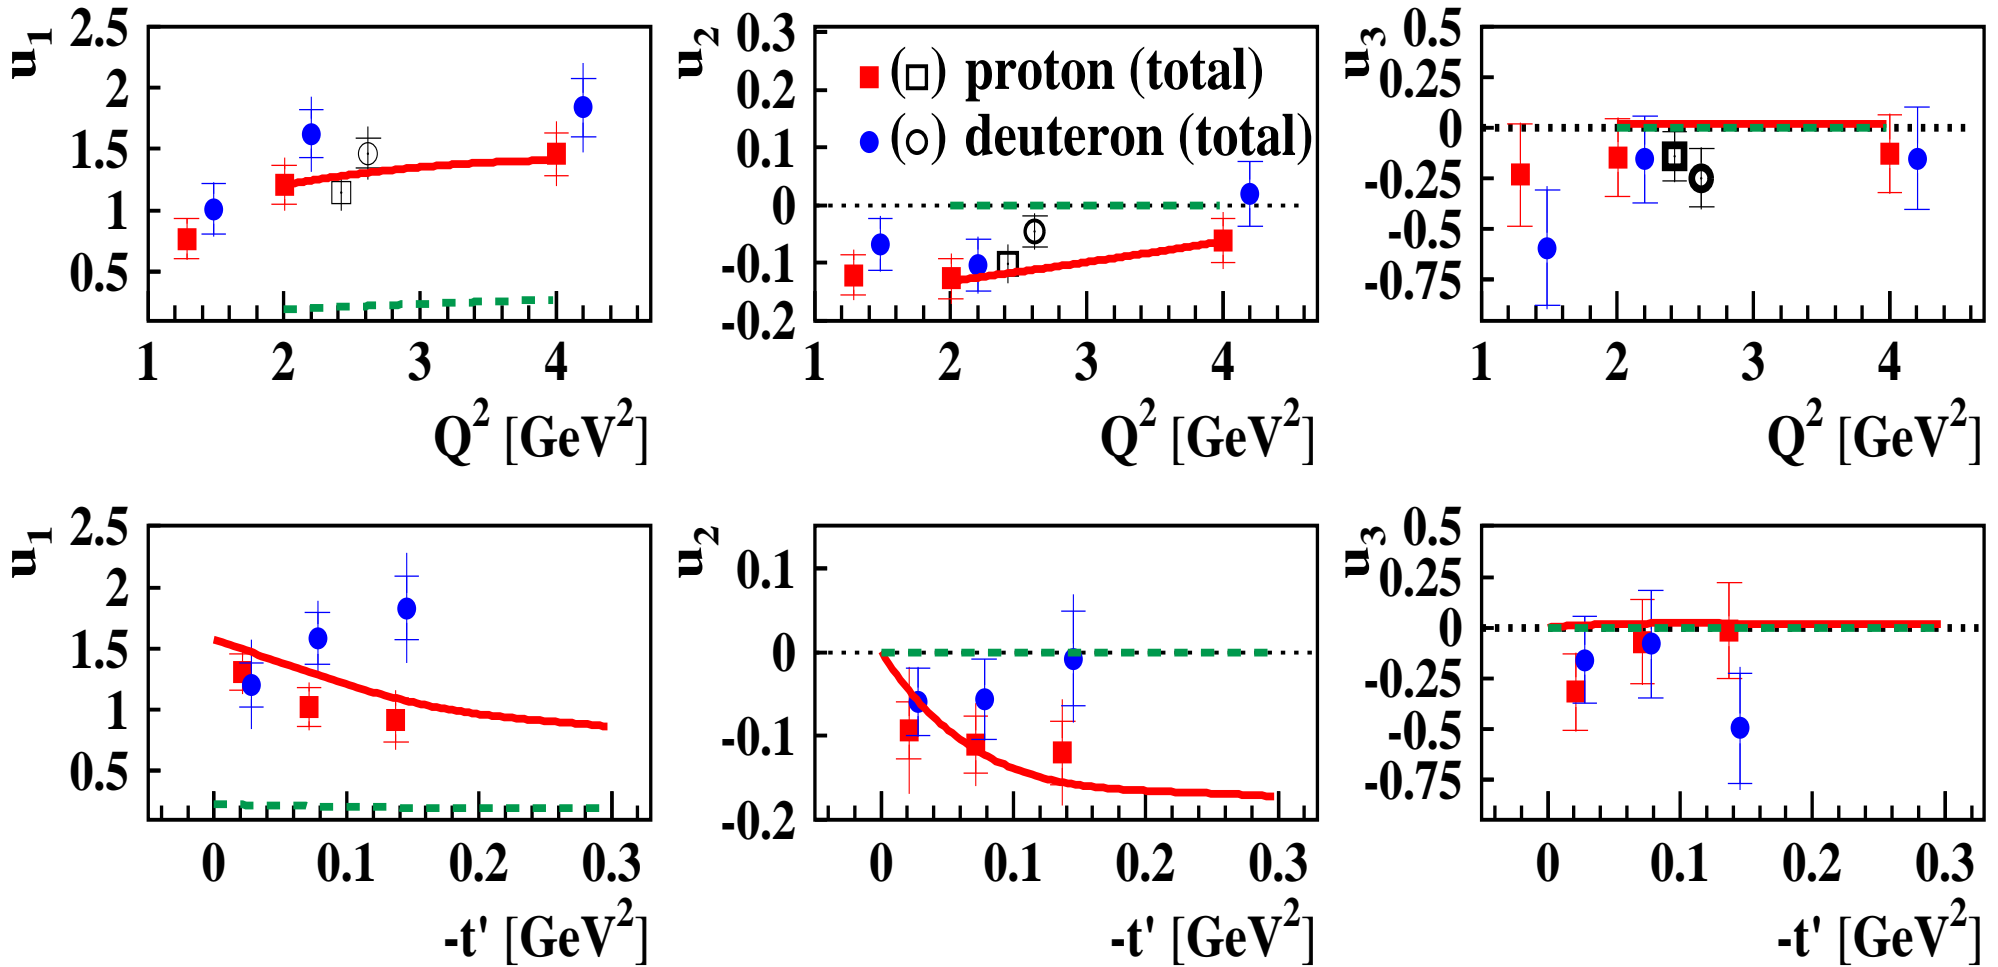 u1
2.5
2
1.5
1
0.5
1 2 3 4
Q2 [GeV2]
u2
0.3
0.2
0.1
0
-0.1
-0.2
( ) proton (total)
( ) deuteron (total)
1 2 3 4
Q2 [GeV2]
u3
0.5
0.25
0
-0.25
-0.5
-0.75
1 2 3 4
Q2 [GeV2]
u1
2.5
2
1.5
1
0.5
0 0.1 0.2 0.3
-t' [GeV2]
u2
0.1
0
-0.1
-0.2
0 0.1 0.2 0.3
-t' [GeV2]
u3
0.5
0.25
0
-0.25
-0.5
-0.75
0 0.1 0.2 0.3
-t' [GeV2]